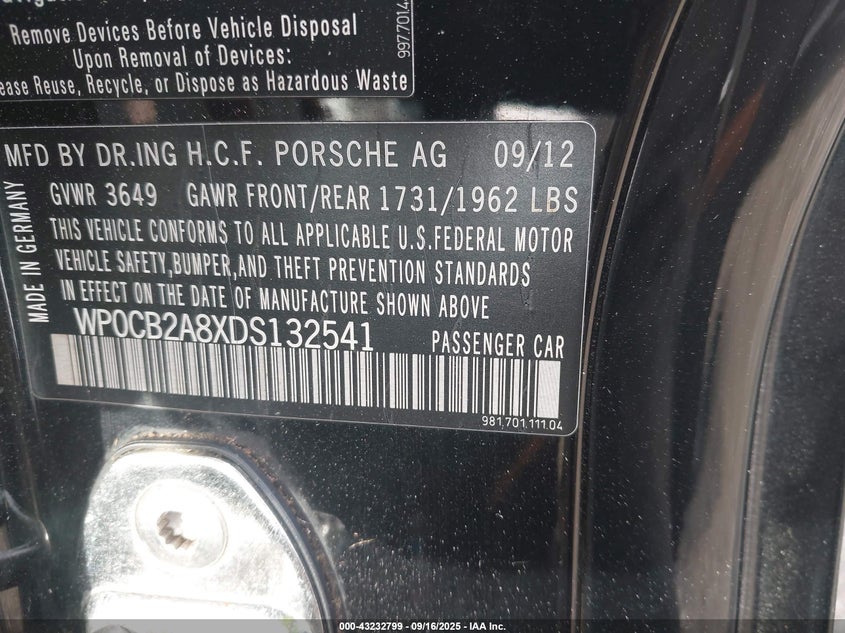 Remove Devices Before Vehicle Disposal
Upon Removal of Devices:
ease Reuse, Recycle, or Dispose as Hazardous Waste
997.7014
MFD BY DR.ING H.C.F. PORSCHE AG 09/12
GVWR 3649 GAWR FRONT/REAR 1731/1962 LBS
THIS VEHICLE CONFORMS TO ALL APPLICABLE U.S.FEDERAL MOTOR
VEHICLE SAFETY,BUMPER,AND THEFT PREVENTION STANDARDS
IN EFFECT ON THE DATE OF MANUFACTURE SHOWN ABOVE
MADE IN GERMANY
WP0CB2A8XDS132541 PASSENGER CAR
981.701.111.04
000-43232799 - 09/16/2025 - IAA Inc.